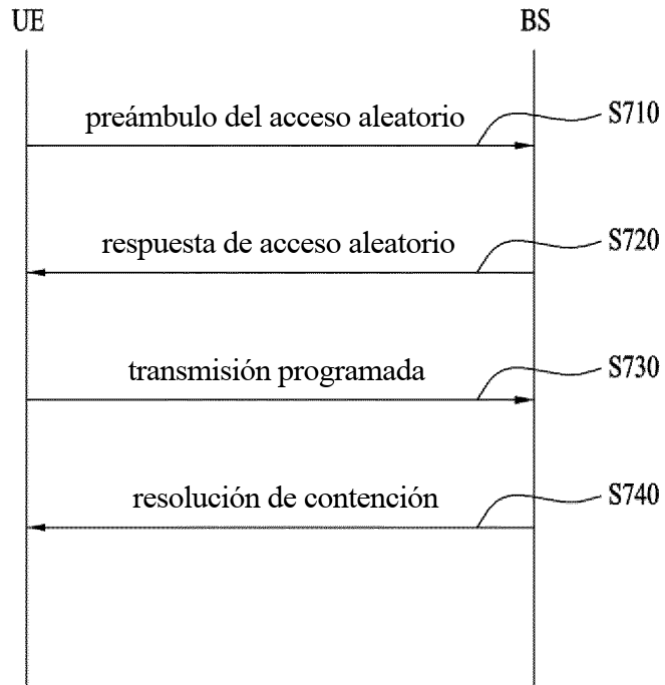 UE BS
preámbulo del acceso aleatorio S710
respuesta de acceso aleatorio S720
transmisión programada S730
resolución de contención S740